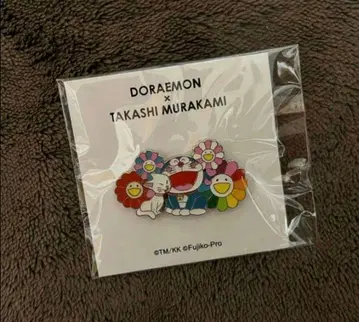 DORAEMON
×
TAKASHI MURAKAMI
©TM/KK ©Fujiko-Pro